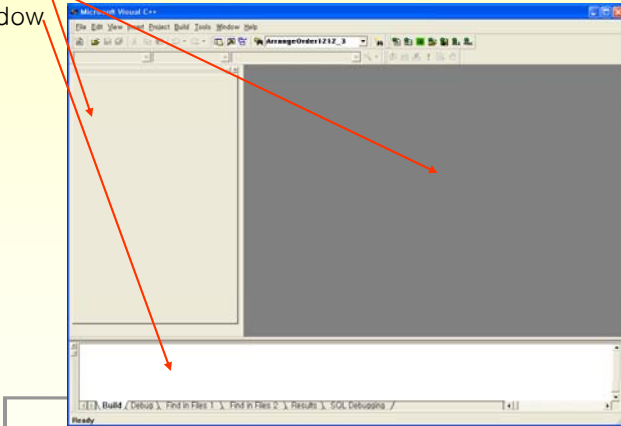 Microsoft Visual C++
dow
File Edit View Insert Project Build Tools Window Help
ArrangeOrder1212_3
Build Debug Find in Files 1 Find in Files 2 Results SQL Debugging
Ready